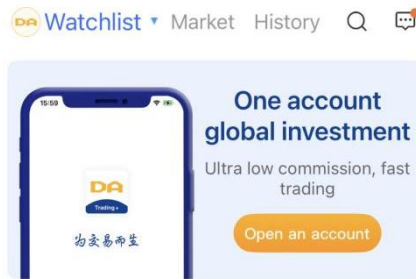 DA Watchlist Market History
One account
global investment
Ultra low commission, fast
trading
Open an account
15:59
DA
Trading+
为交易而生